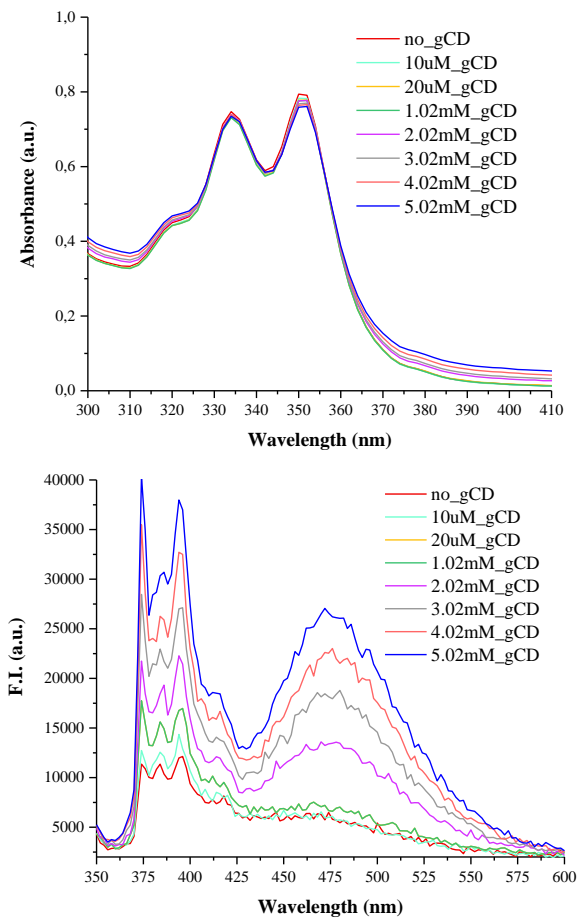 1,0
0,8
0,6
0,4
0,2
0,0
Absorbance (a.u.)
no_gCD
10uM_gCD
20uM_gCD
1.02mM_gCD
2.02mM_gCD
3.02mM_gCD
4.02mM_gCD
5.02mM_gCD
300 310 320 330 340 350 360 370 380 390 400 410
Wavelength (nm)
40000
35000
30000
25000
20000
15000
10000
5000
F.I. (a.u.)
no_gCD
10uM_gCD
20uM_gCD
1.02mM_gCD
2.02mM_gCD
3.02mM_gCD
4.02mM_gCD
5.02mM_gCD
350 375 400 425 450 475 500 525 550 575 600
Wavelength (nm)